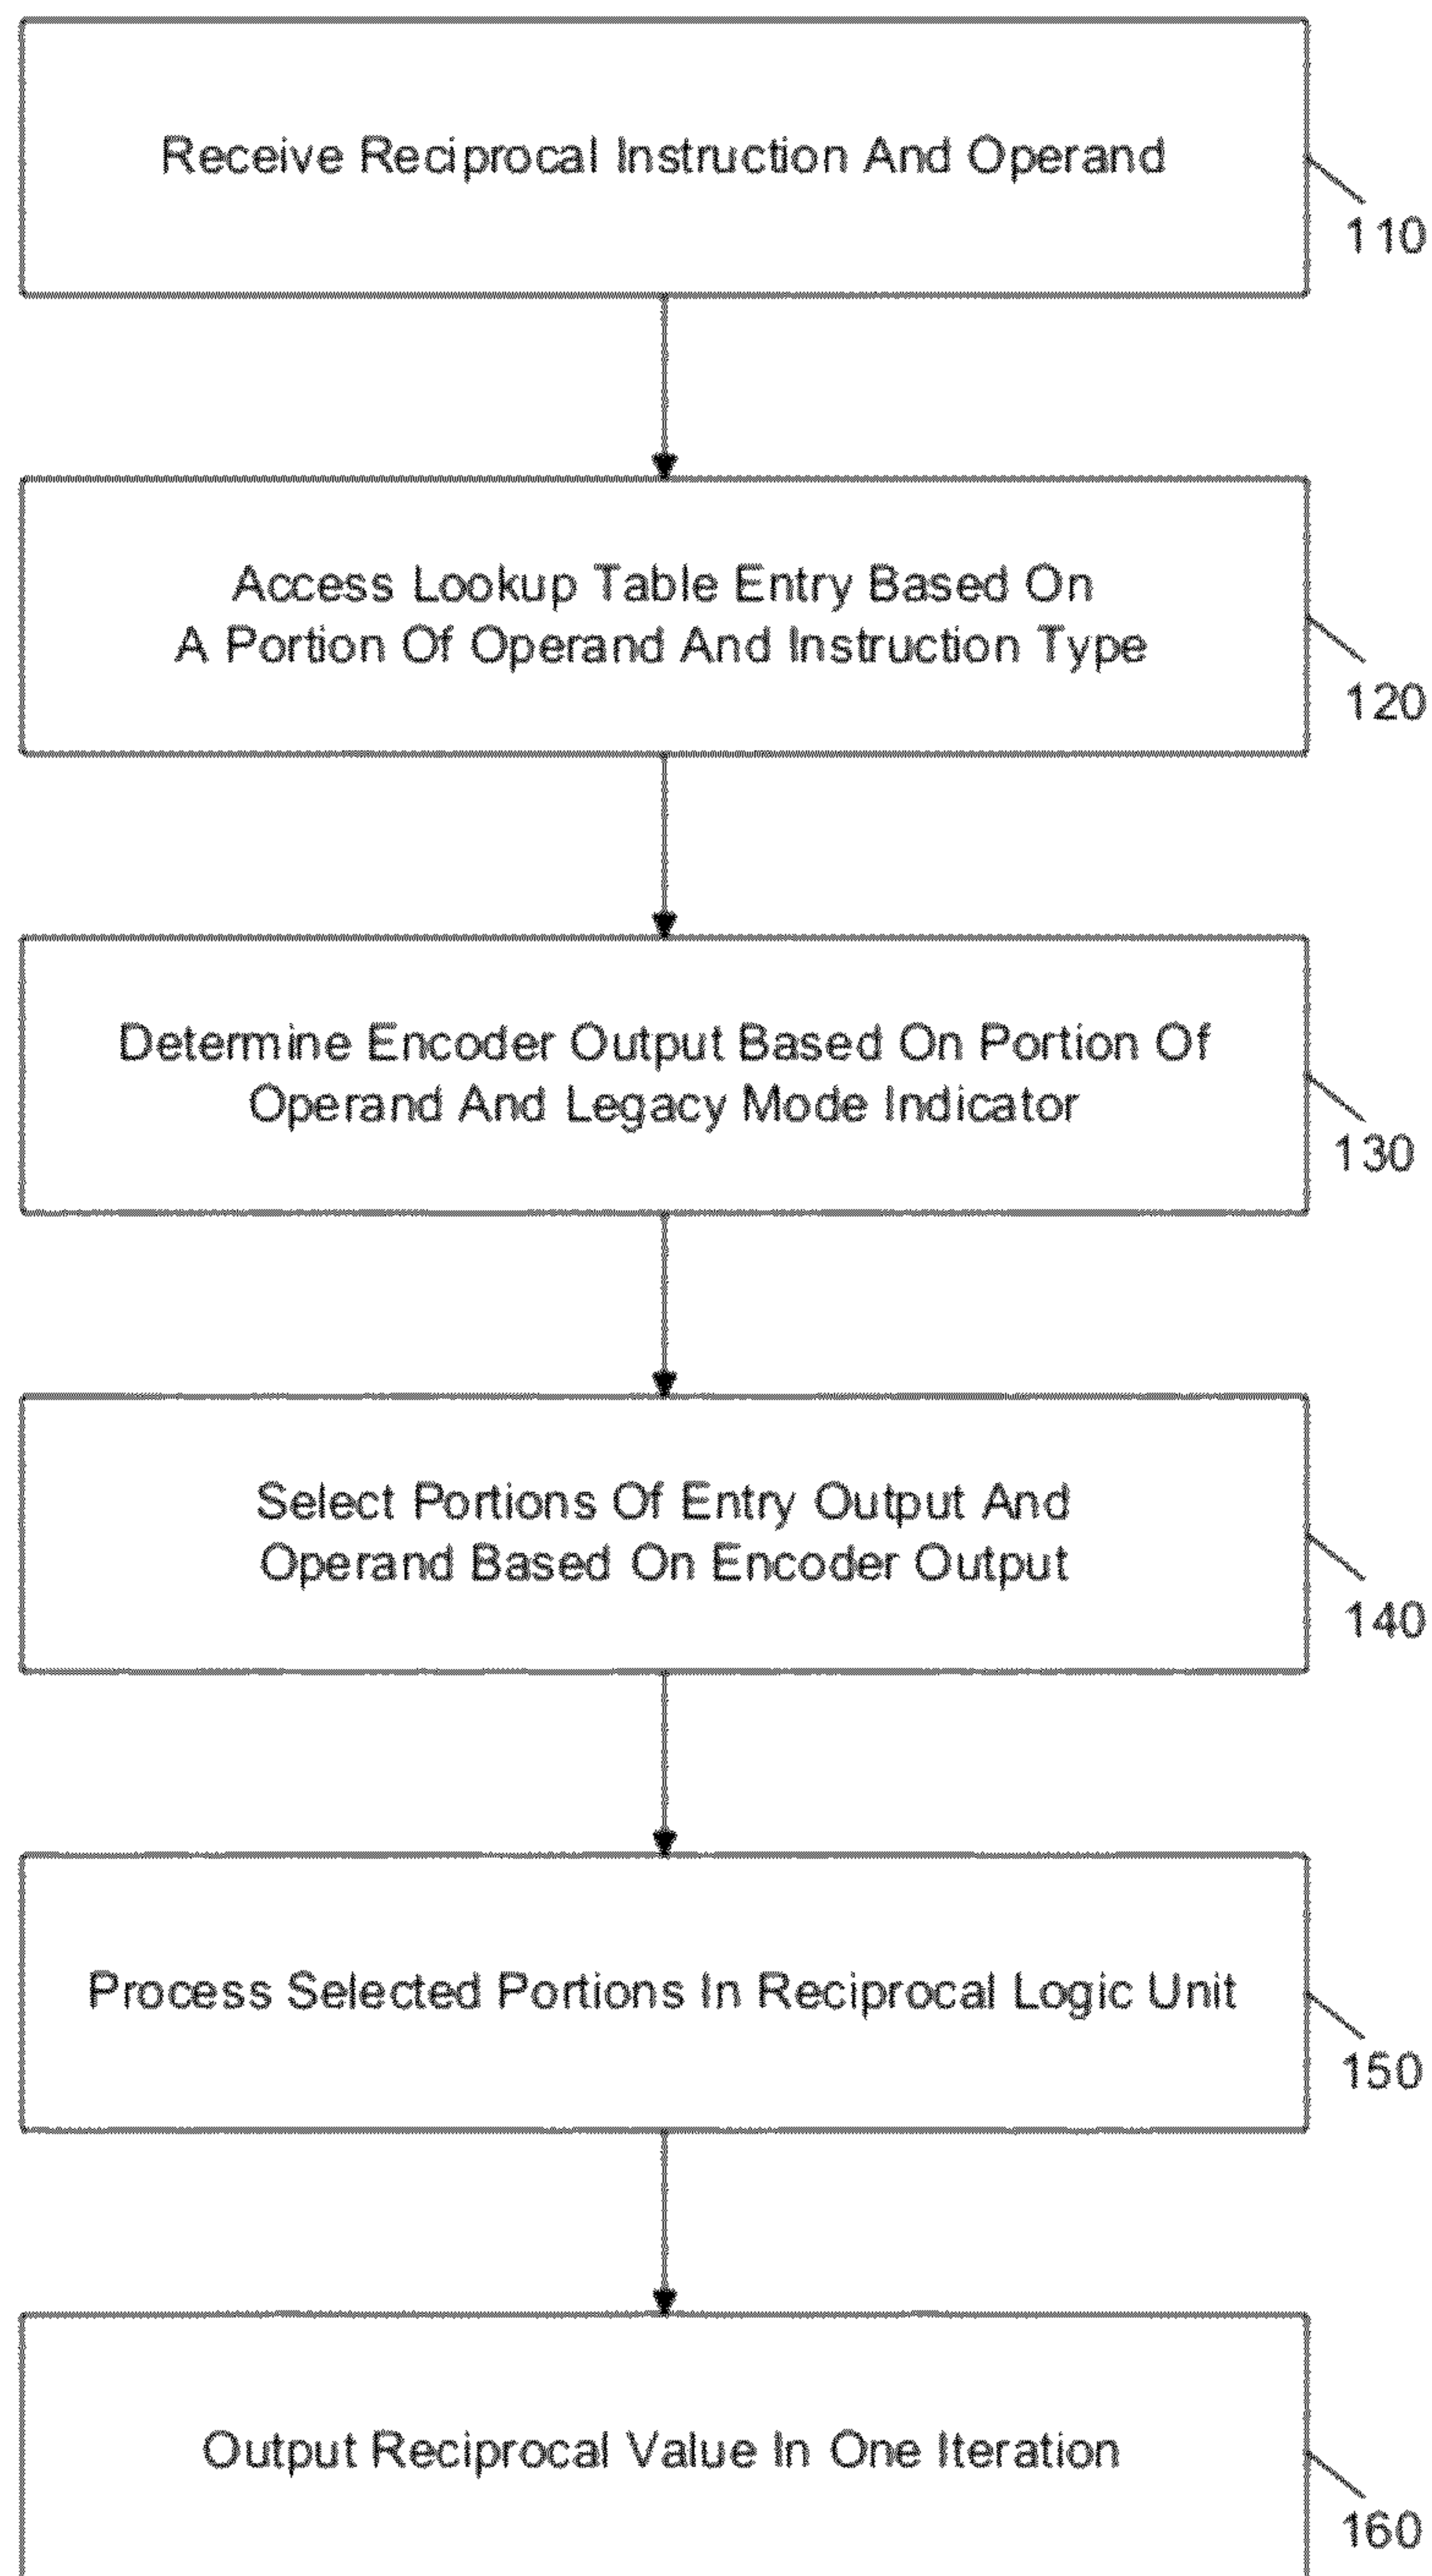 Receive Reciprocal Instruction And Operand
110
Access Lookup Table Entry Based On
A Portion Of Operand And Instruction Type
120
Determine Encoder Output Based On Portion Of
Operand And Legacy Mode Indicator
130
Select Portions Of Entry Output And
Operand Based On Encoder Output
140
Process Selected Portions In Reciprocal Logic Unit
150
Output Reciprocal Value In One Iteration
160